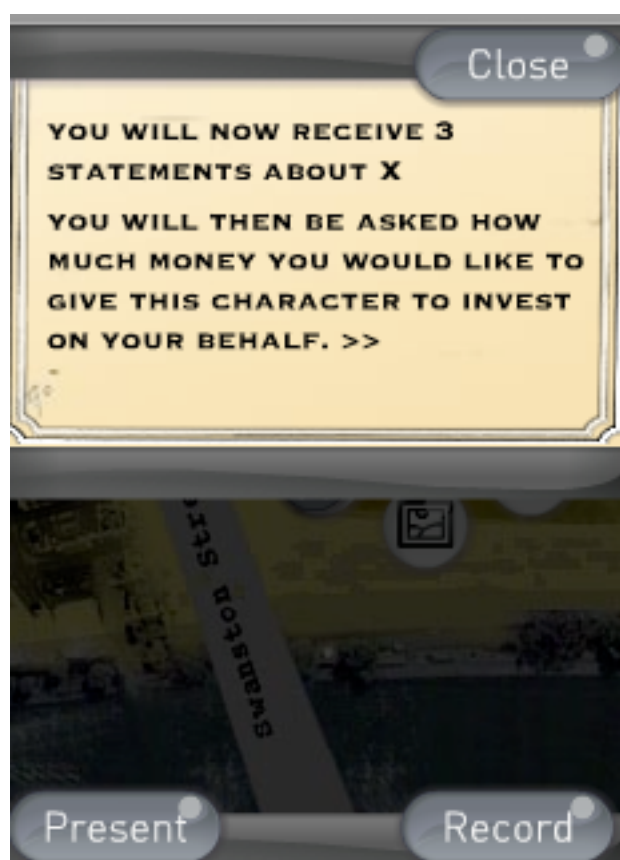 Close
YOU WILL NOW RECEIVE 3
STATEMENTS ABOUT X
YOU WILL THEN BE ASKED HOW
MUCH MONEY YOU WOULD LIKE TO
GIVE THIS CHARACTER TO INVEST
ON YOUR BEHALF. >>
Swanston Stre
Present
Record